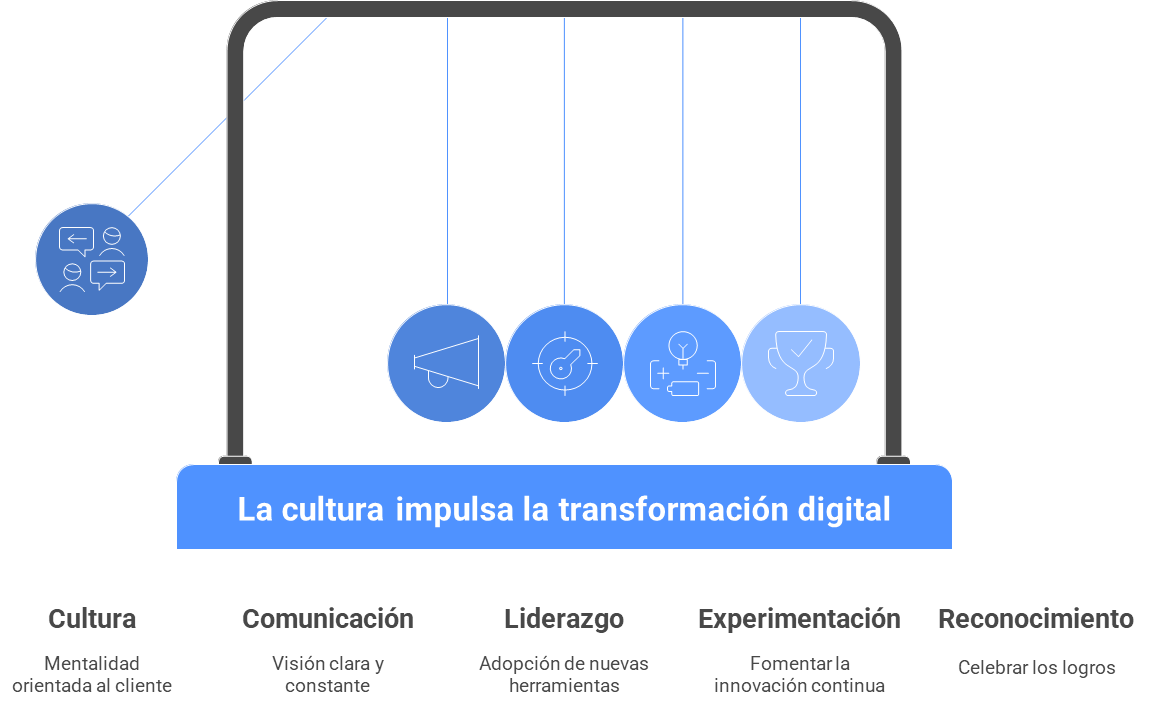 La cultura impulsa la transformación digital
Cultura
Mentalidad
orientada al cliente
Comunicación
Visión clara y
constante
Liderazgo
Adopción de nuevas
herramientas
Experimentación
Fomentar la
innovación continua
Reconocimiento
Celebrar los logros